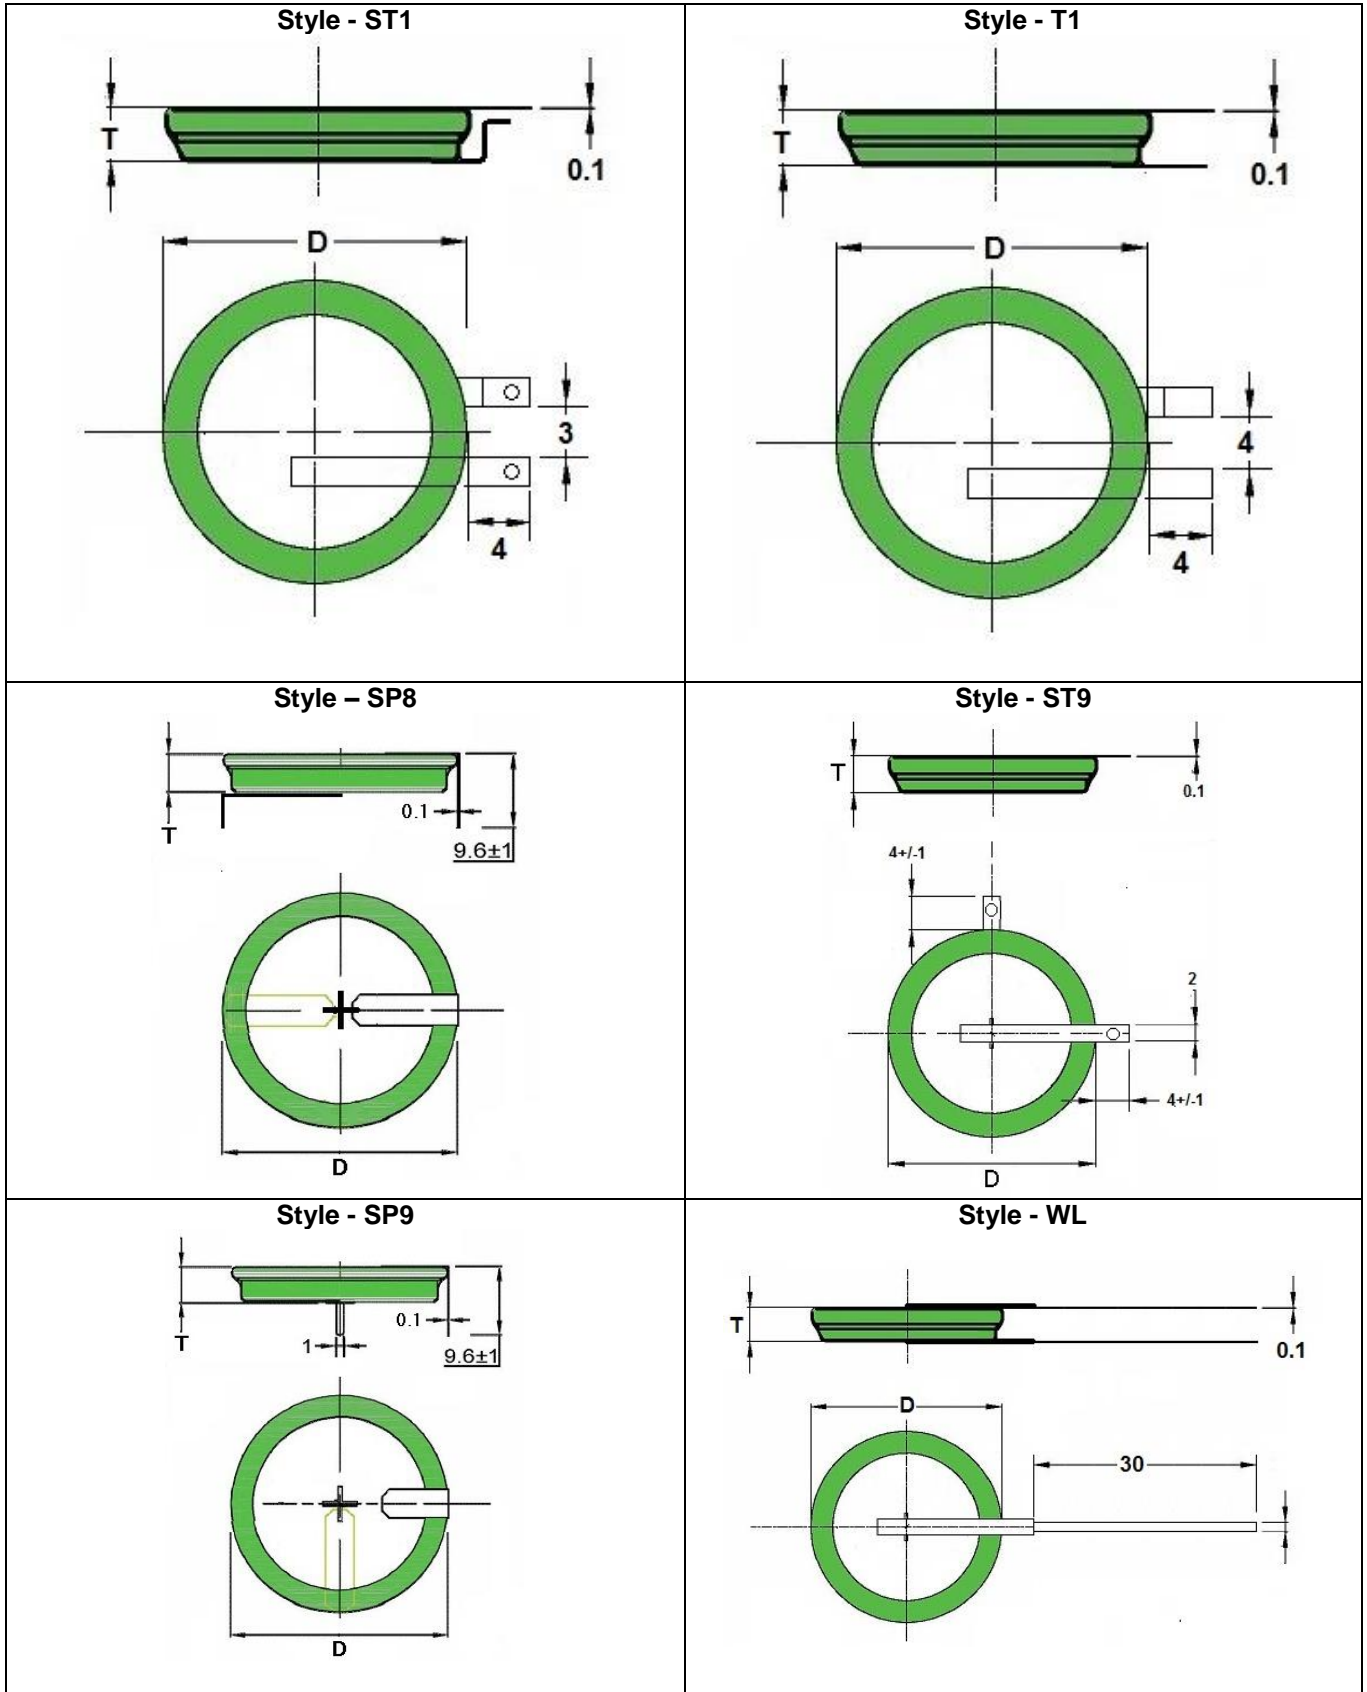 Style - ST1
T
0.1
D
3
4
Style - T1
T
0.1
D
4
4
Style – SP8
T
0.1
9.6±1
D
Style - ST9
T
0.1
4+/-1
2
4+/-1
D
Style - SP9
T
0.1
1
9.6±1
D
Style - WL
T
0.1
D
30